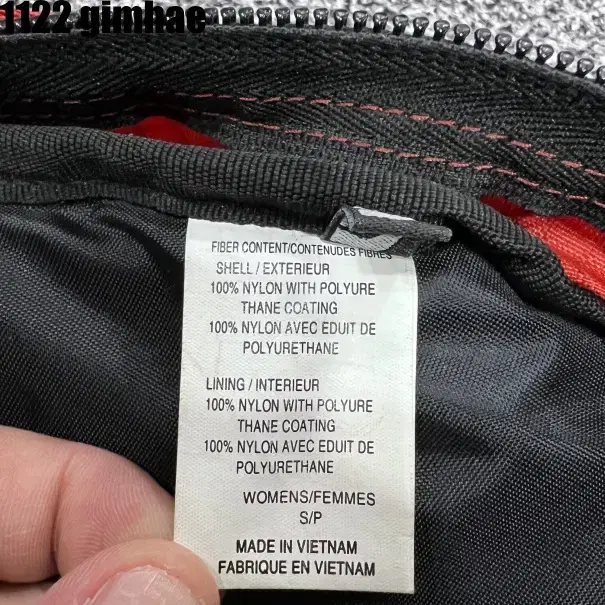 1122 gimhae
FIBER CONTENT/CONTENUDES FIBRES
SHELL / EXTERIEUR
100% NYLON WITH POLYURE
THANE COATING
100% NYLON AVEC EDUIT DE
POLYURETHANE
LINING / INTERIEUR
100% NYLON WITH POLYURE
THANE COATING
100% NYLON AVEC EDUIT DE
POLYURETHANE
WOMENS/FEMMES
S/P
MADE IN VIETNAM
FABRIQUE EN VIETNAM